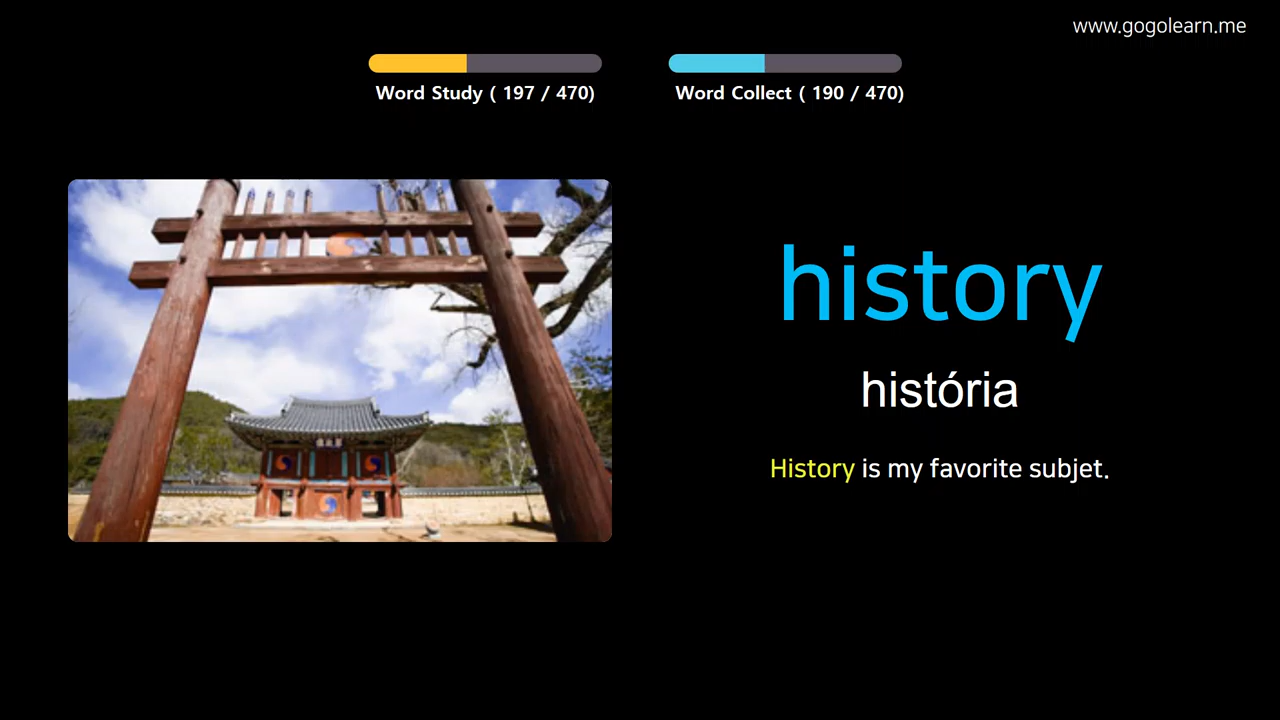 www.gogolearn.me
Word Study ( 197 / 470)
Word Collect ( 190 / 470)
history
história
History is my favorite subjet.